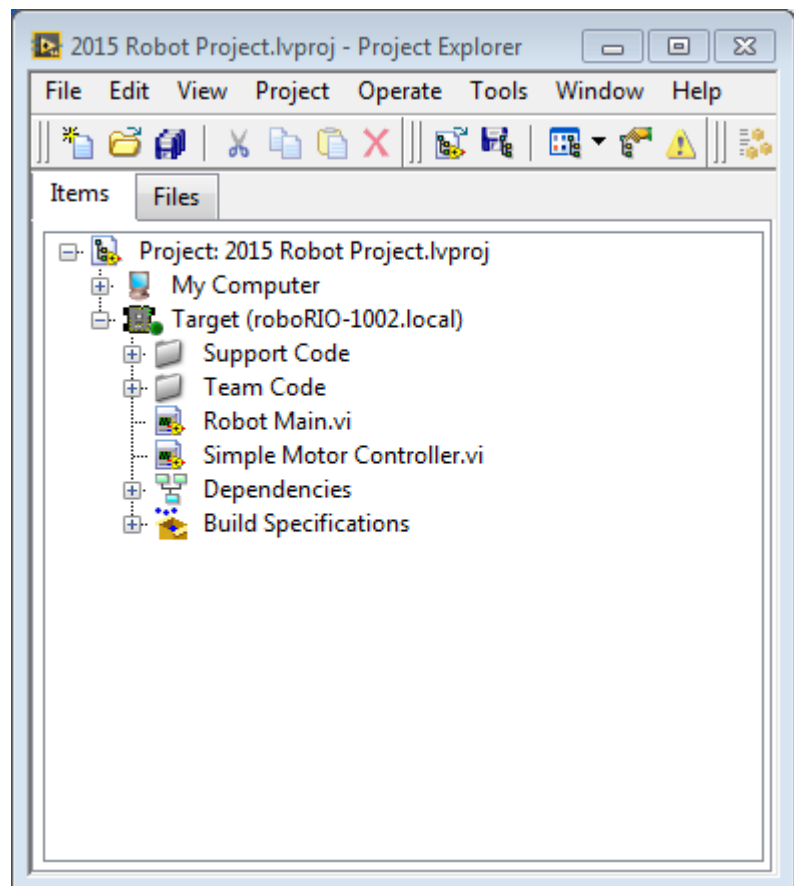 2015 Robot Project.lvproj - Project Explorer
File Edit View Project Operate Tools Window Help
Items Files
Project: 2015 Robot Project.lvproj
My Computer
Target (roboRIO-1002.local)
Support Code
Team Code
Robot Main.vi
Simple Motor Controller.vi
Dependencies
Build Specifications